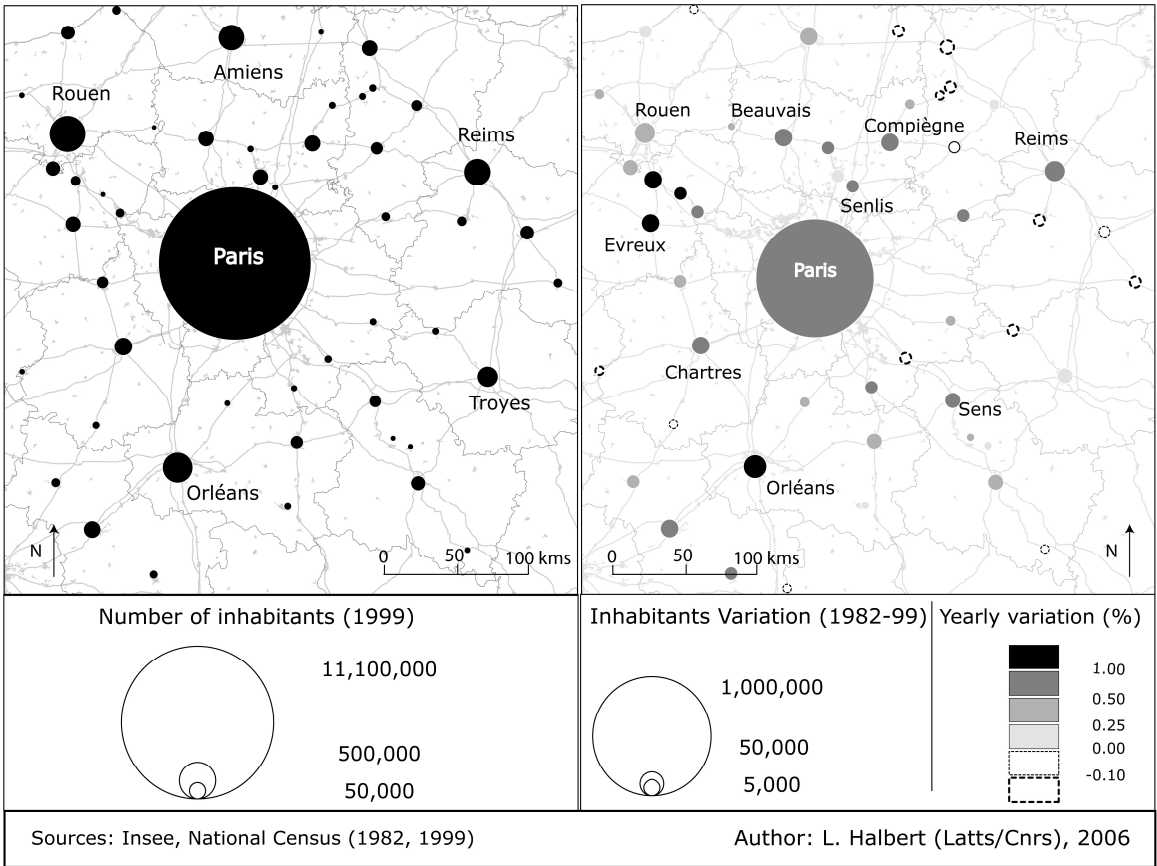 Amiens
Rouen
Reims
Paris
Troyes
Orléans
N
0 50 100 kms
Rouen
Beauvais
Compiègne
Reims
Senlis
Evreux
Paris
Chartres
Sens
Orléans
0 50 100 kms
N
Number of inhabitants (1999)
11,100,000
500,000
50,000
Inhabitants Variation (1982-99)
1,000,000
50,000
5,000
Yearly variation (%)
1.00
0.50
0.25
0.00
-0.10
Sources: Insee, National Census (1982, 1999)
Author: L. Halbert (Latts/Cnrs), 2006